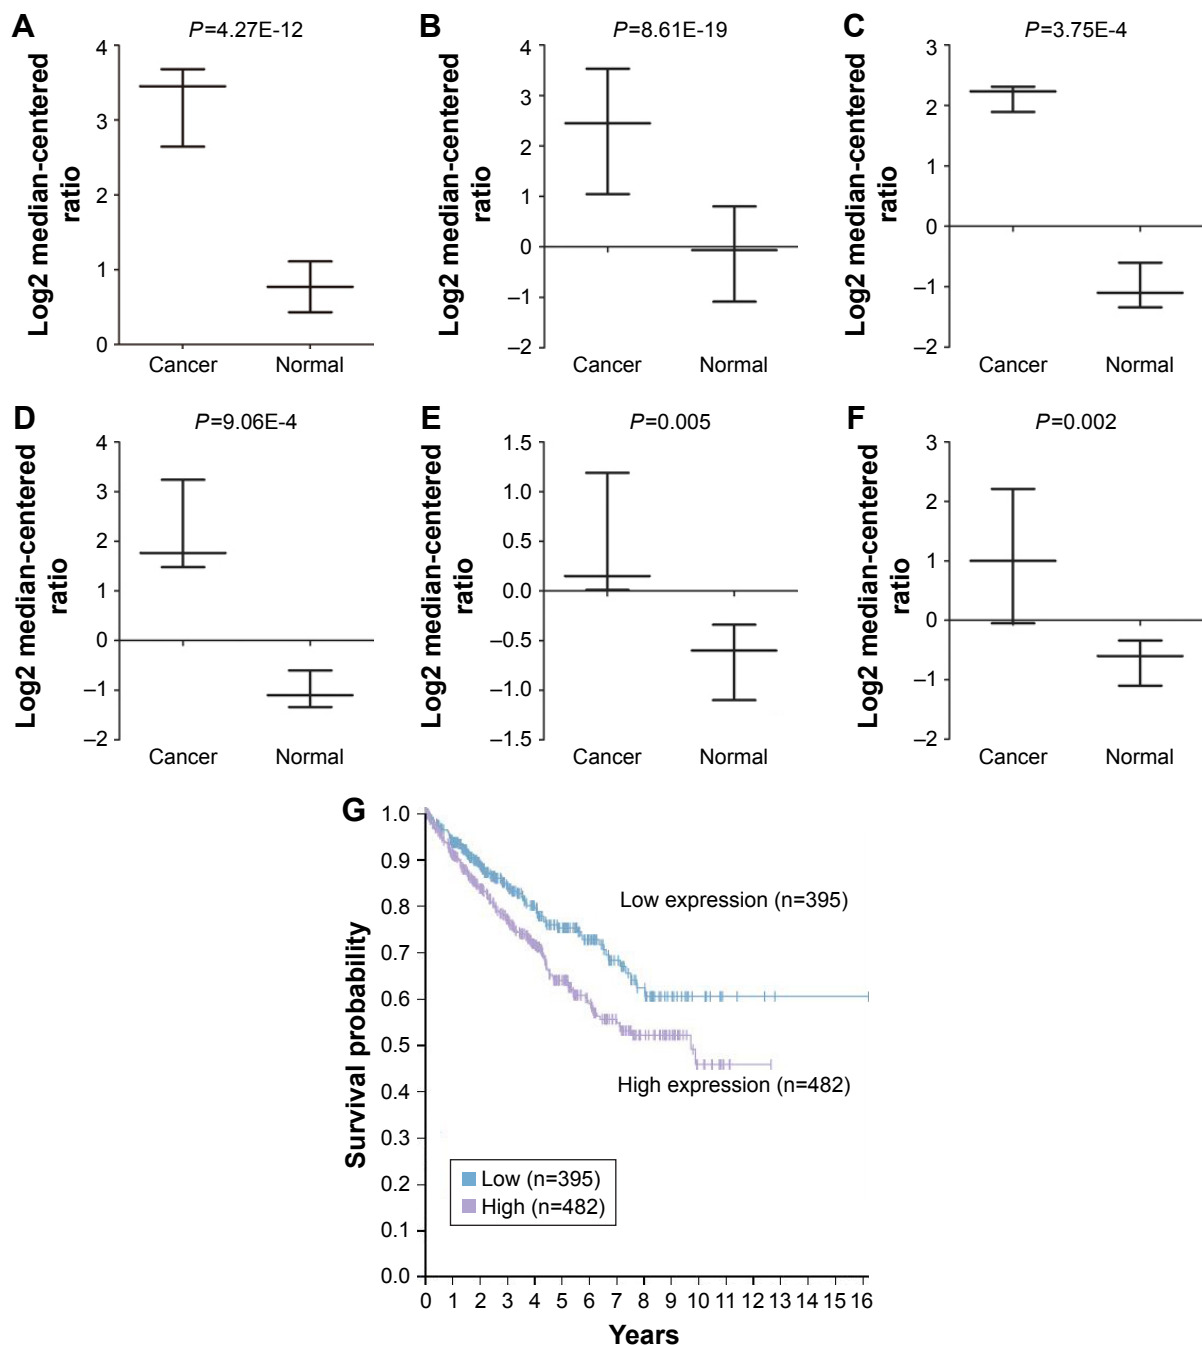 A
P=4.27E-12
Log2 median-centered
ratio
4
3
2
1
0
Cancer
Normal
B
P=8.61E-19
Log2 median-centered
ratio
4
3
2
1
0
–1
–2
Cancer
Normal
C
P=3.75E-4
Log2 median-centered
ratio
3
2
1
0
–1
–2
Cancer
Normal
D
P=9.06E-4
Log2 median-centered
ratio
4
3
2
1
0
–1
–2
Cancer
Normal
E
P=0.005
Log2 median-centered
ratio
1.5
1.0
0.5
0.0
–0.5
–1.0
–1.5
Cancer
Normal
F
P=0.002
Log2 median-centered
ratio
3
2
1
0
–1
–2
Cancer
Normal
G
Survival probability
1.0
0.9
0.8
0.7
0.6
0.5
0.4
0.3
0.2
0.1
0.0
Low expression (n=395)
High expression (n=482)
Low (n=395)
High (n=482)
0 1 2 3 4 5 6 7 8 9 10 11 12 13 14 15 16
Years